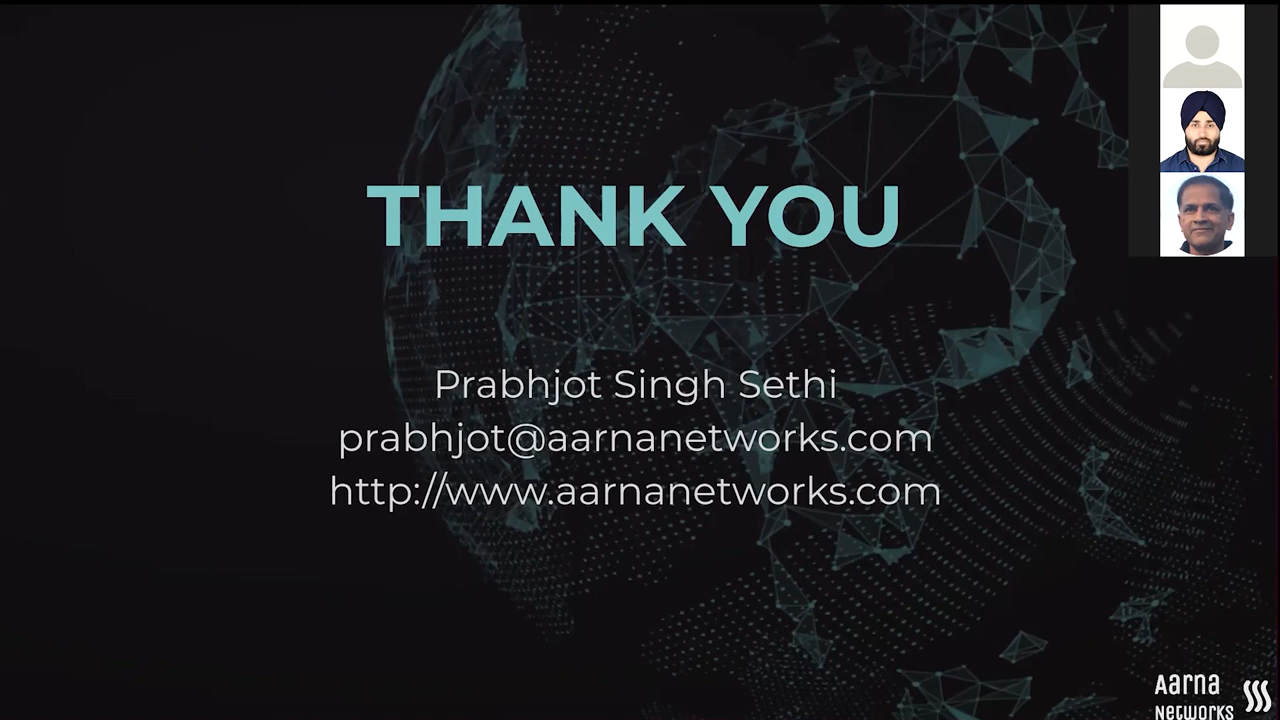 THANK YOU
Prabhjot Singh Sethi
prabhjot@aarnanetworks.com
http://www.aarnanetworks.com
Aarna
Networks